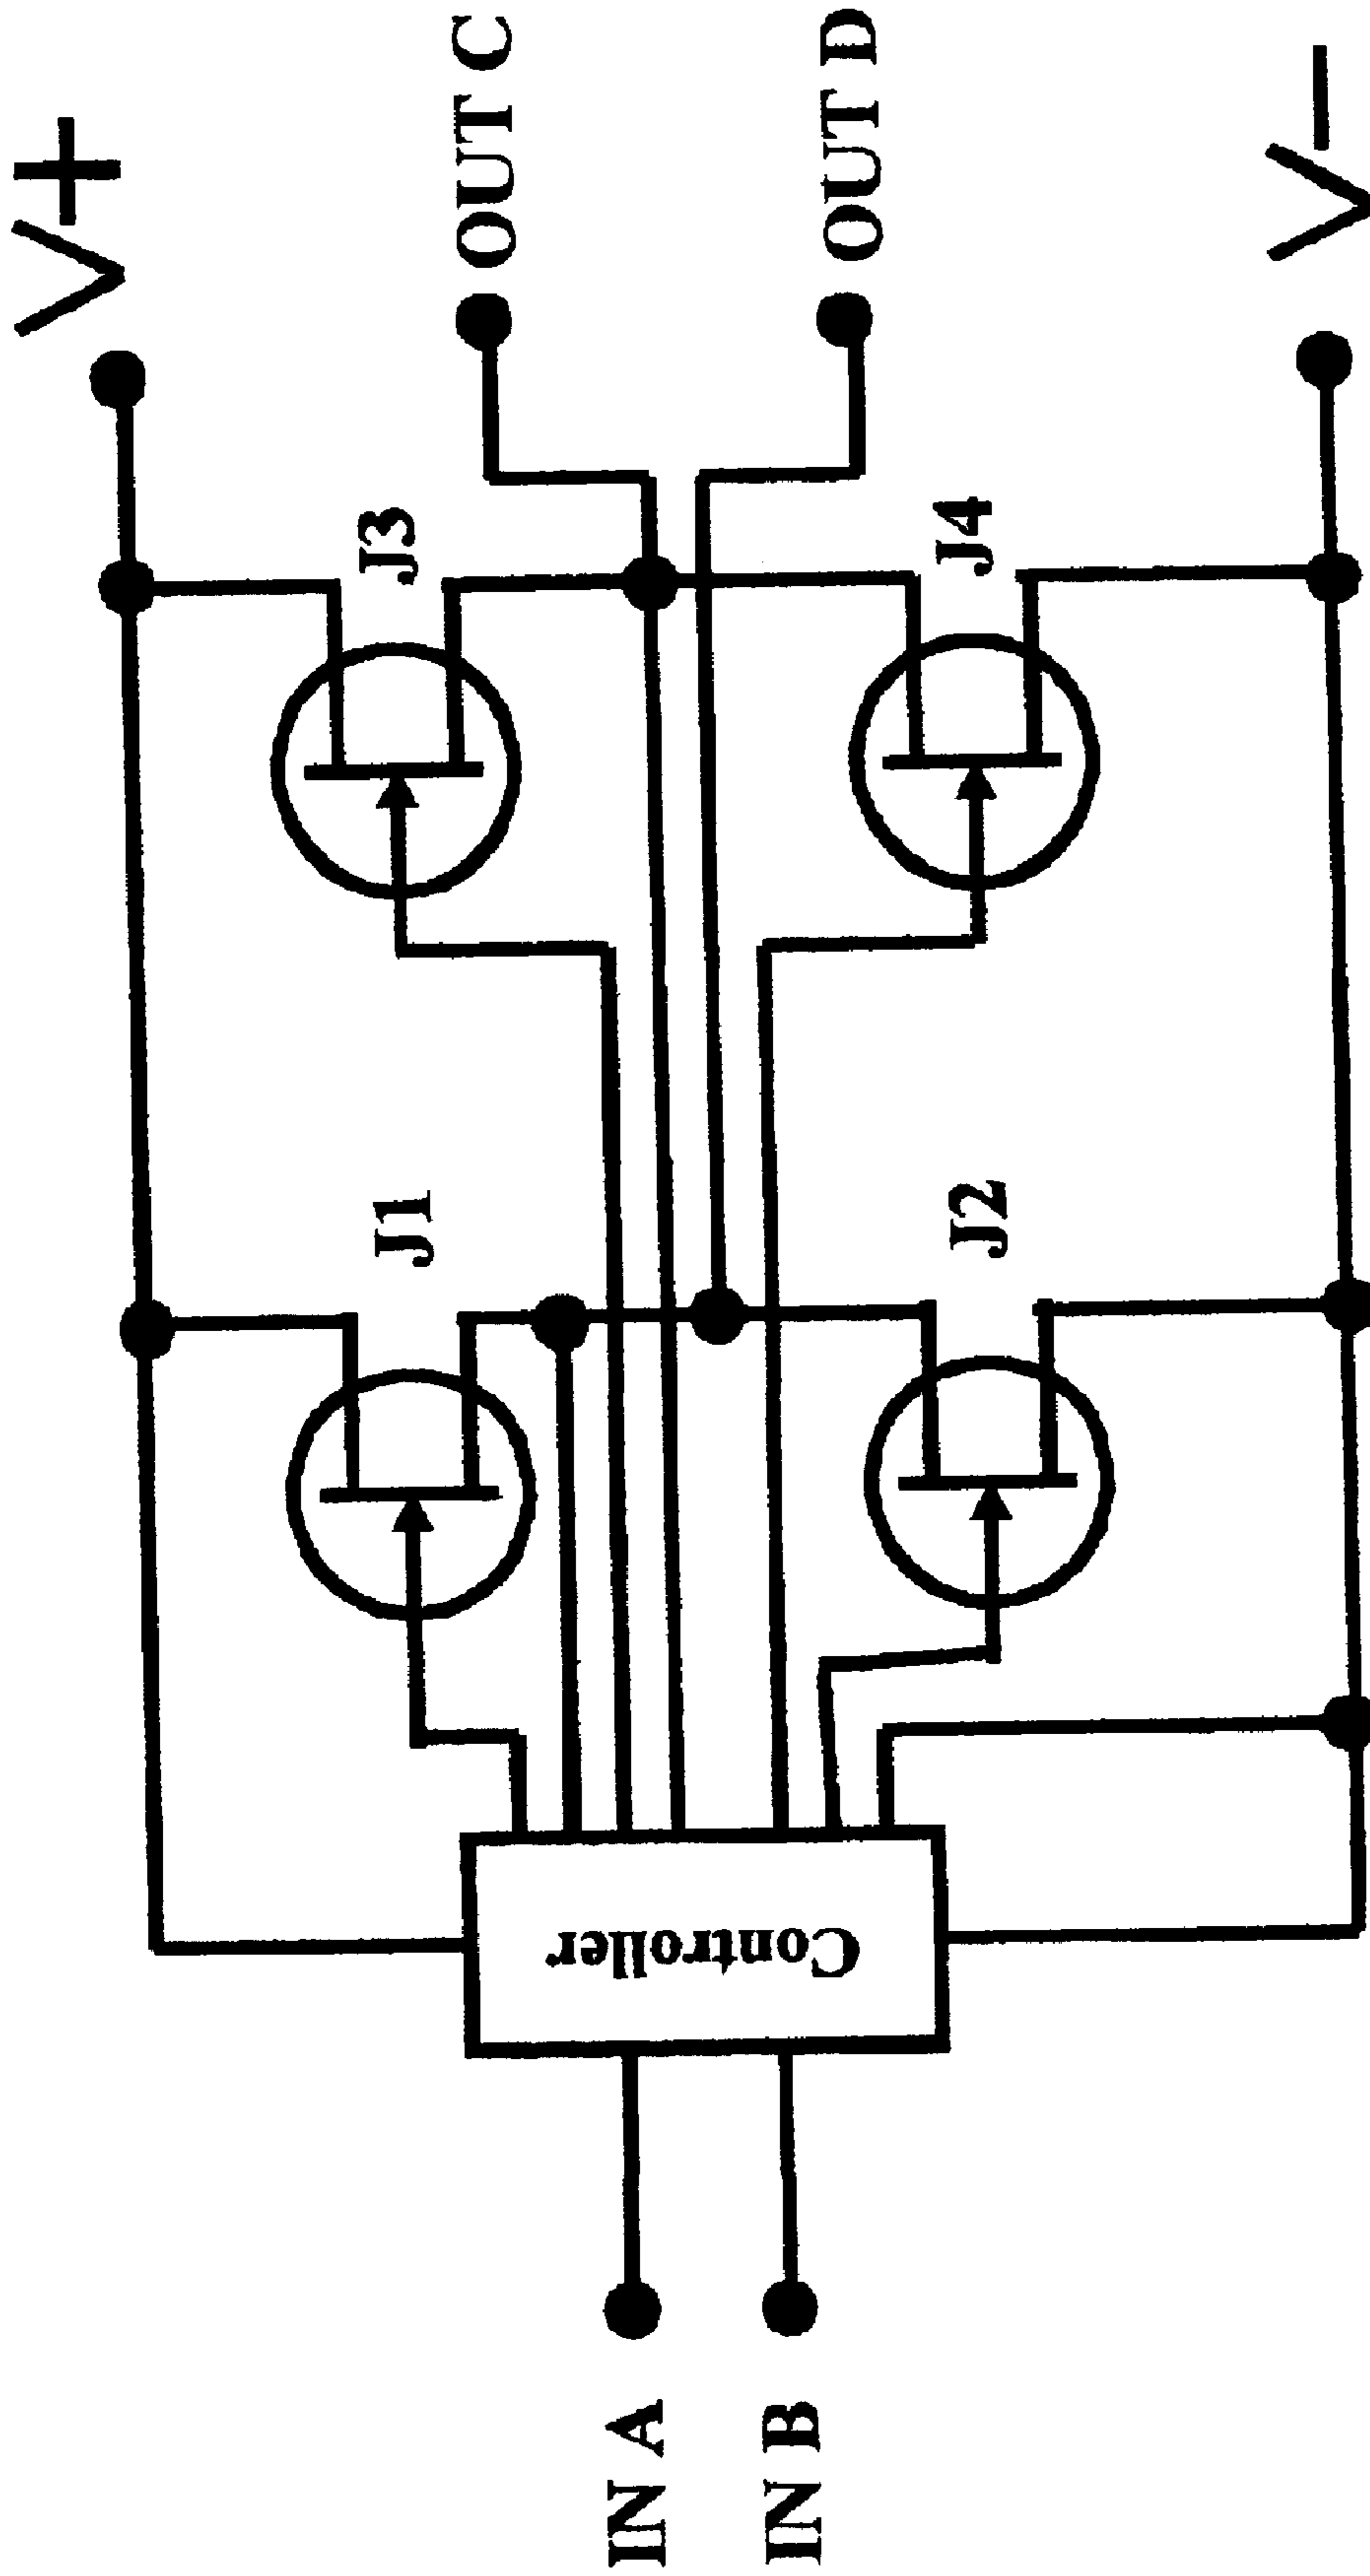 V+
OUT C
OUT D
V-
J3
J4
J1
J2
Controller
IN A
IN B